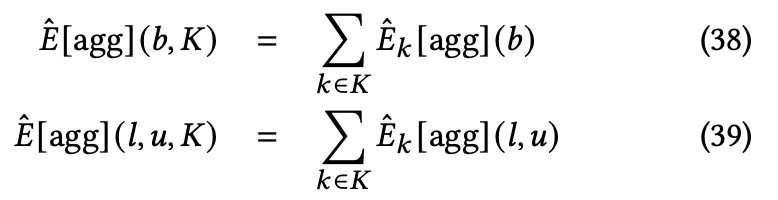 Ê[agg](b, K) = ∑_{k∈K} Ê_k[agg](b) (38)
Ê[agg](l, u, K) = ∑_{k∈K} Ê_k[agg](l, u) (39)